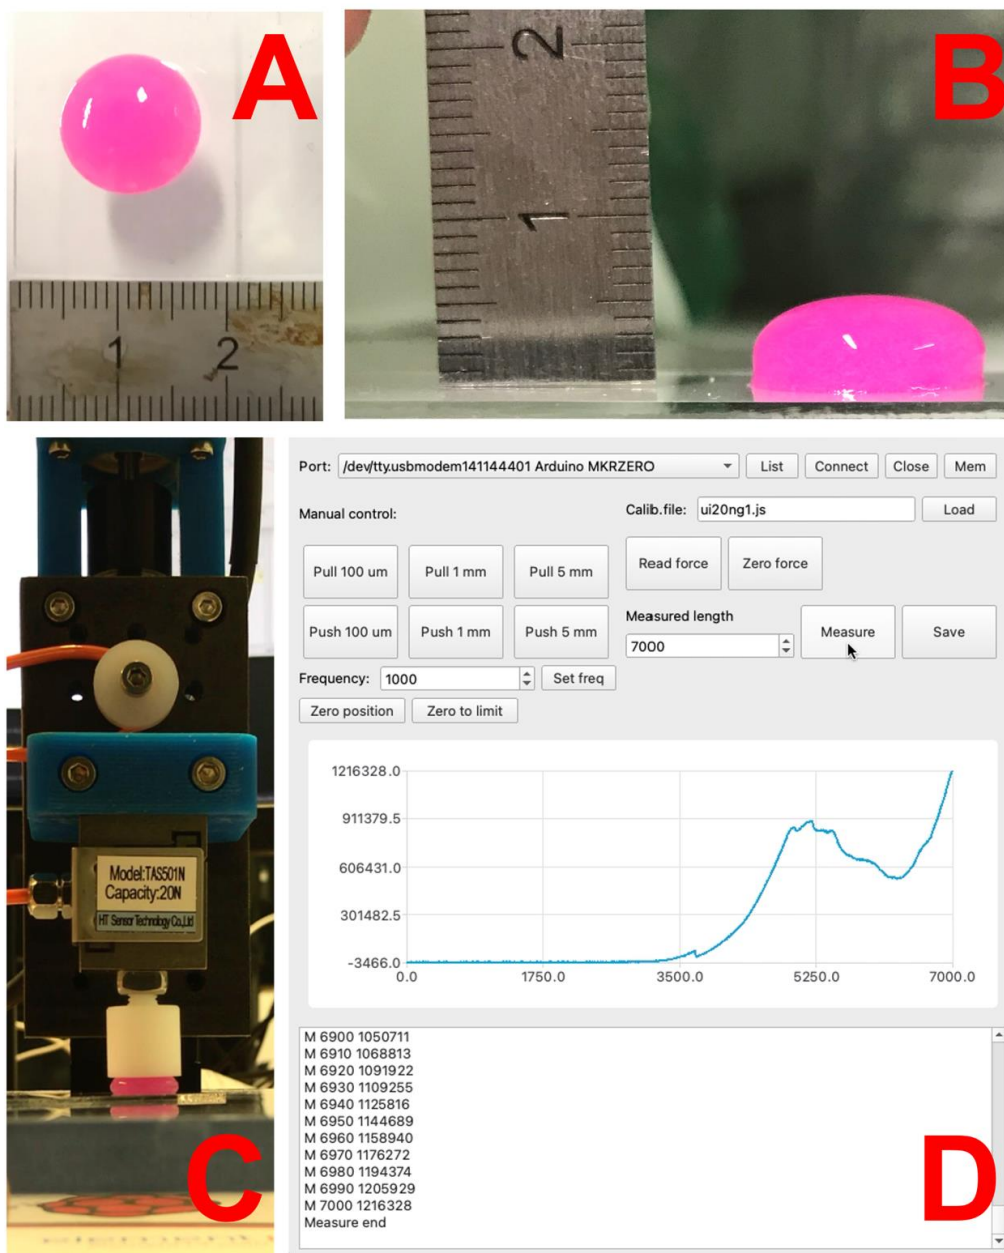 A
1 2
B
2
1
C
Model:TAS501N
Capacity:20N
HT Sensor Technology Co.,Ltd
D
Port: /dev/tty.usbmodem141144401 Arduino MKRZERO List Connect Close Mem
Manual control: Calib.file: ui20ng1.js Load
Pull 100 um Pull 1 mm Pull 5 mm Read force Zero force
Push 100 um Push 1 mm Push 5 mm
Measured length
7000 Measure Save
Frequency: 1000 Set freq
Zero position Zero to limit
1216328.0
911379.5
606431.0
301482.5
-3466.0
0.0 1750.0 3500.0 5250.0 7000.0
M 6900 1050711
M 6910 1068813
M 6920 1091922
M 6930 1109255
M 6940 1125816
M 6950 1144689
M 6960 1158940
M 6970 1176272
M 6980 1194374
M 6990 1205929
M 7000 1216328
Measure end